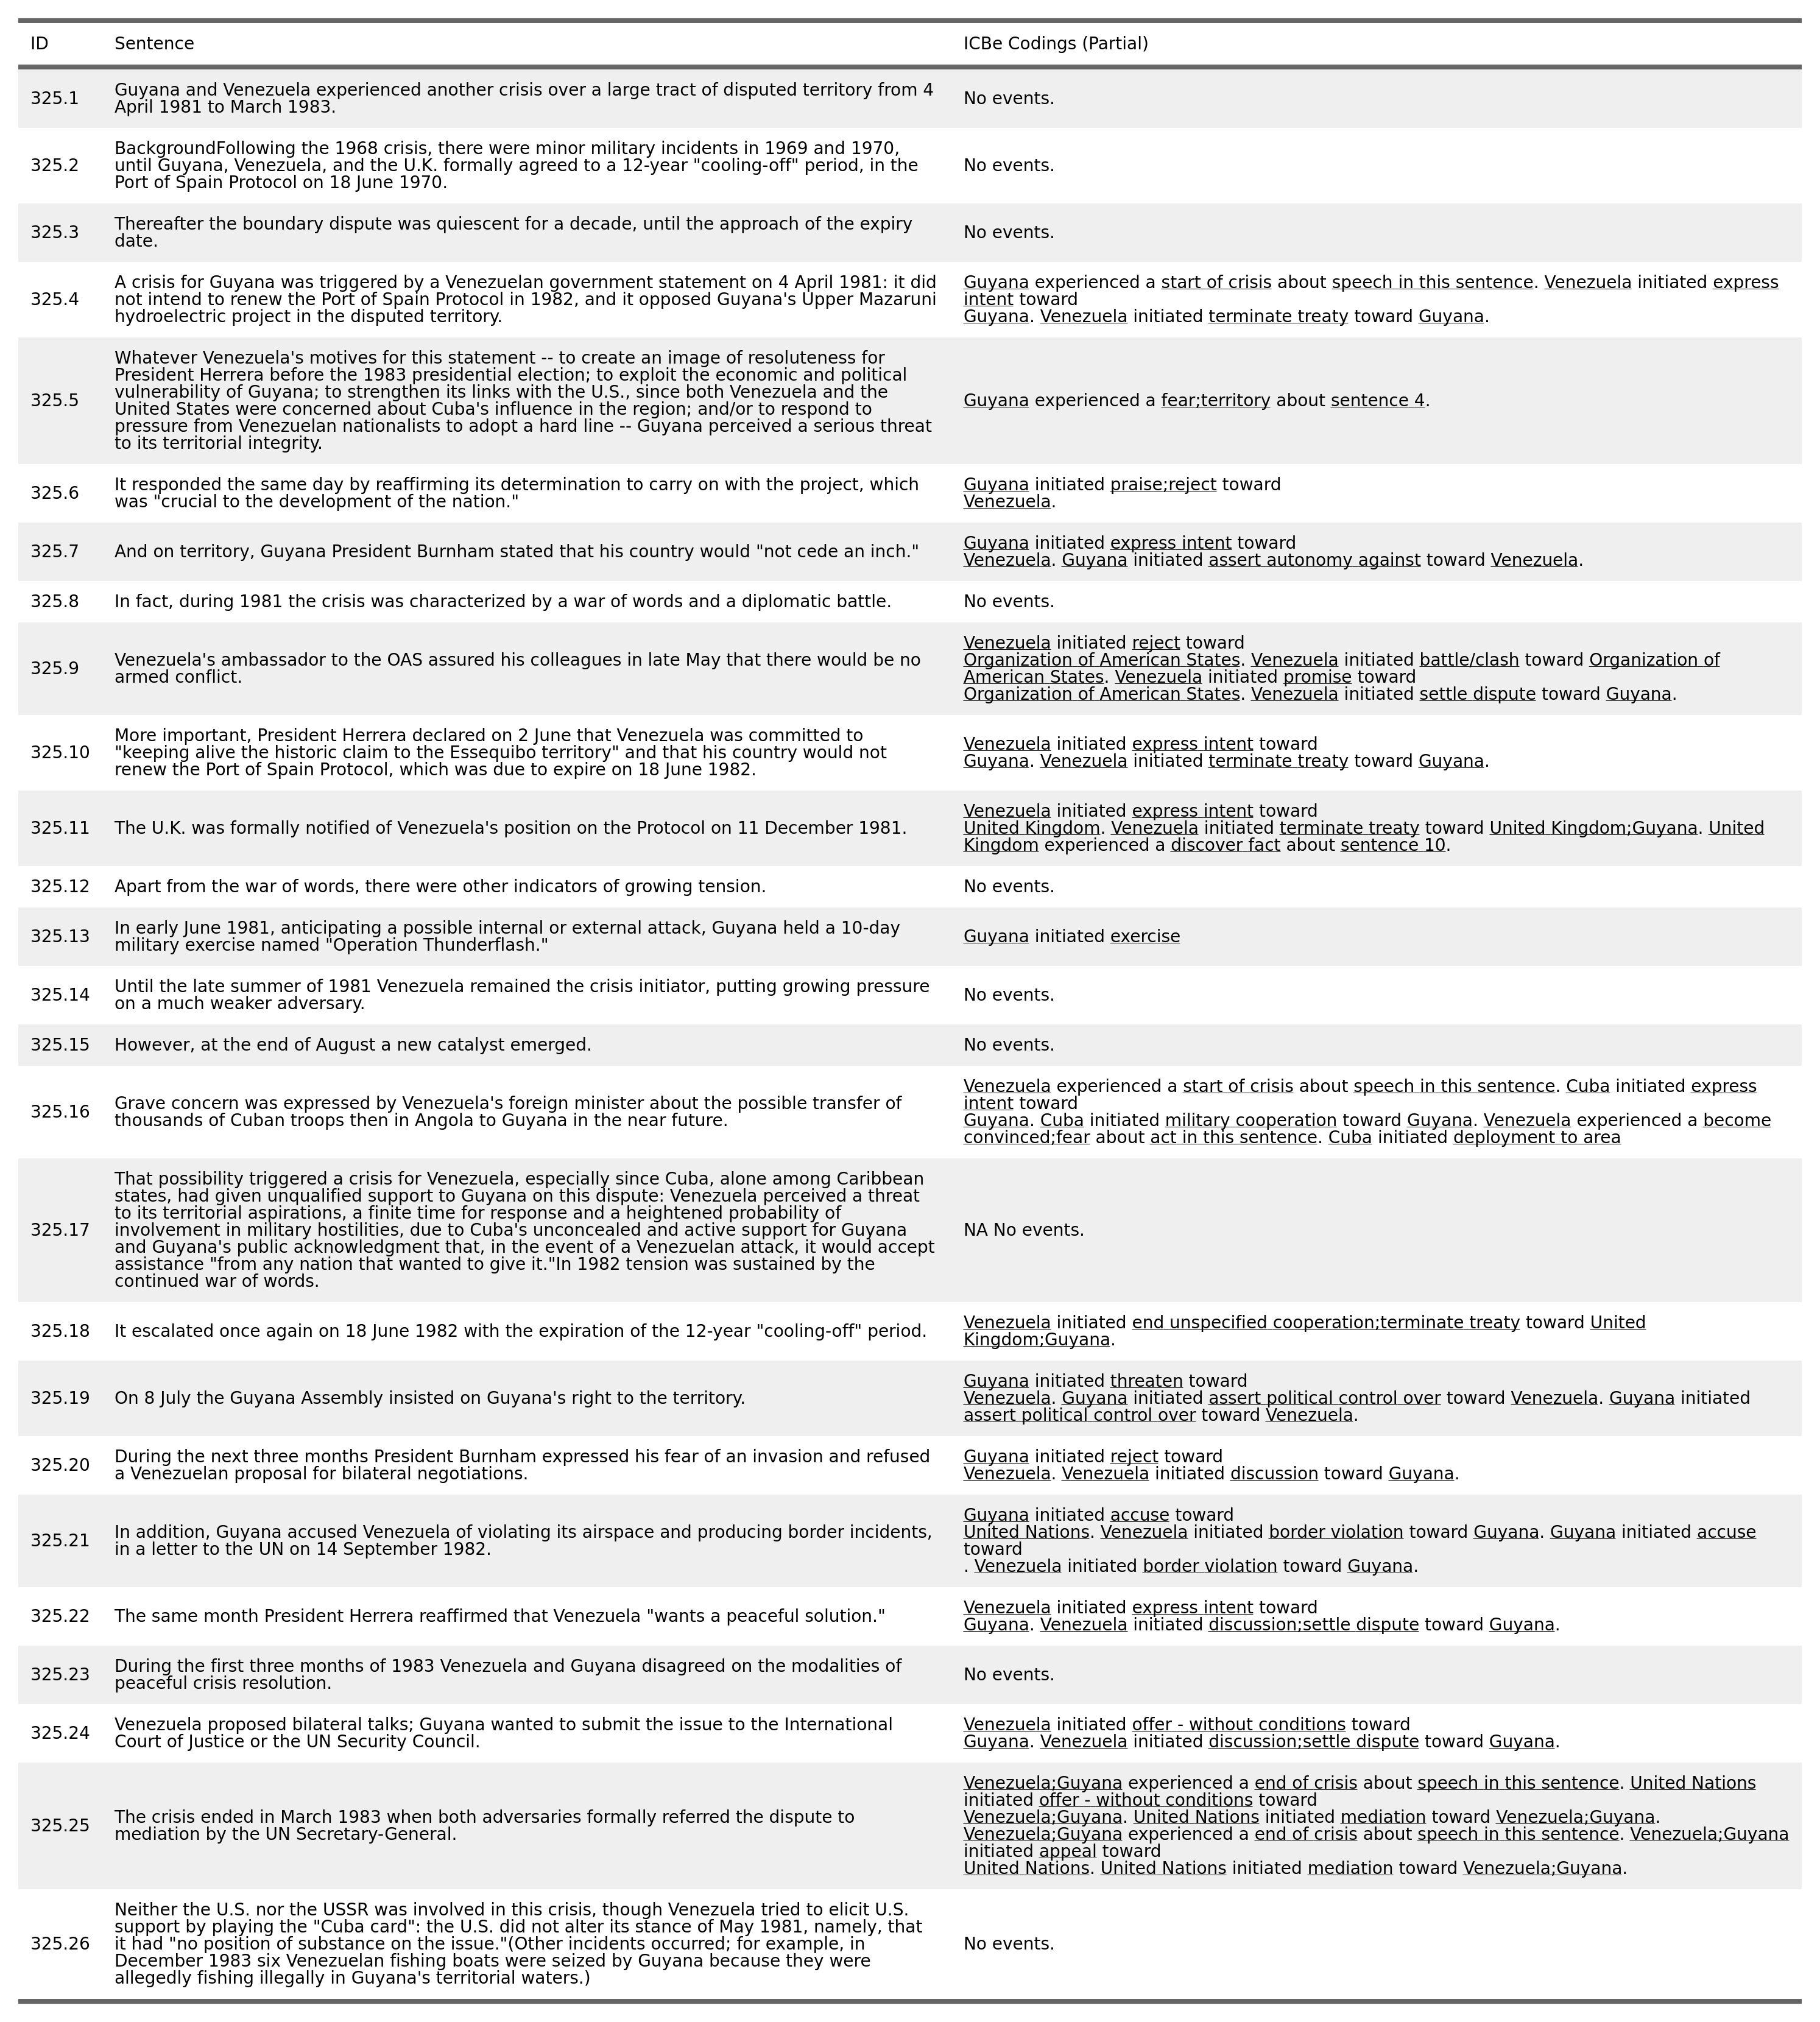 ID Sentence ICBe Codings (Partial)
325.1 Guyana and Venezuela experienced another crisis over a large tract of disputed territory from 4
April 1981 to March 1983.
No events.
325.2 BackgroundFollowing the 1968 crisis, there were minor military incidents in 1969 and 1970,
until Guyana, Venezuela, and the U.K. formally agreed to a 12-year "cooling-off" period, in the
Port of Spain Protocol on 18 June 1970.
No events.
325.3 Thereafter the boundary dispute was quiescent for a decade, until the approach of the expiry
date.
No events.
325.4 A crisis for Guyana was triggered by a Venezuelan government statement on 4 April 1981: it did
not intend to renew the Port of Spain Protocol in 1982, and it opposed Guyana's Upper Mazaruni
hydroelectric project in the disputed territory.
Guyana experienced a start of crisis about speech in this sentence. Venezuela initiated express
intent toward
Guyana. Venezuela initiated terminate treaty toward Guyana.
325.5 Whatever Venezuela's motives for this statement -- to create an image of resoluteness for
President Herrera before the 1983 presidential election; to exploit the economic and political
vulnerability of Guyana; to strengthen its links with the U.S., since both Venezuela and the
United States were concerned about Cuba's influence in the region; and/or to respond to
pressure from Venezuelan nationalists to adopt a hard line -- Guyana perceived a serious threat
to its territorial integrity.
Guyana experienced a fear;territory about sentence 4.
325.6 It responded the same day by reaffirming its determination to carry on with the project, which
was "crucial to the development of the nation."
Guyana initiated praise;reject toward
Venezuela.
325.7 And on territory, Guyana President Burnham stated that his country would "not cede an inch."
Guyana initiated express intent toward
Venezuela. Guyana initiated assert autonomy against toward Venezuela.
325.8 In fact, during 1981 the crisis was characterized by a war of words and a diplomatic battle.
No events.
325.9 Venezuela's ambassador to the OAS assured his colleagues in late May that there would be no
armed conflict.
Venezuela initiated reject toward
Organization of American States. Venezuela initiated battle/clash toward Organization of
American States. Venezuela initiated promise toward
Organization of American States. Venezuela initiated settle dispute toward Guyana.
325.10 More important, President Herrera declared on 2 June that Venezuela was committed to
"keeping alive the historic claim to the Essequibo territory" and that his country would not
renew the Port of Spain Protocol, which was due to expire on 18 June 1982.
Venezuela initiated express intent toward
Guyana. Venezuela initiated terminate treaty toward Guyana.
325.11 The U.K. was formally notified of Venezuela's position on the Protocol on 11 December 1981.
Venezuela initiated express intent toward
United Kingdom. Venezuela initiated terminate treaty toward United Kingdom;Guyana. United
Kingdom experienced a discover fact about sentence 10.
325.12 Apart from the war of words, there were other indicators of growing tension.
No events.
325.13 In early June 1981, anticipating a possible internal or external attack, Guyana held a 10-day
military exercise named "Operation Thunderflash."
Guyana initiated exercise
325.14 Until the late summer of 1981 Venezuela remained the crisis initiator, putting growing pressure
on a much weaker adversary.
No events.
325.15 However, at the end of August a new catalyst emerged.
No events.
325.16 Grave concern was expressed by Venezuela's foreign minister about the possible transfer of
thousands of Cuban troops then in Angola to Guyana in the near future.
Venezuela experienced a start of crisis about speech in this sentence. Cuba initiated express
intent toward
Guyana. Cuba initiated military cooperation toward Guyana. Venezuela experienced a become
convinced;fear about act in this sentence. Cuba initiated deployment to area
325.17 That possibility triggered a crisis for Venezuela, especially since Cuba, alone among Caribbean
states, had given unqualified support to Guyana on this dispute: Venezuela perceived a threat
to its territorial aspirations, a finite time for response and a heightened probability of
involvement in military hostilities, due to Cuba's unconcealed and active support for Guyana
and Guyana's public acknowledgment that, in the event of a Venezuelan attack, it would accept
assistance "from any nation that wanted to give it."In 1982 tension was sustained by the
continued war of words.
NA No events.
325.18 It escalated once again on 18 June 1982 with the expiration of the 12-year "cooling-off" period.
Venezuela initiated end unspecified cooperation;terminate treaty toward United
Kingdom;Guyana.
325.19 On 8 July the Guyana Assembly insisted on Guyana's right to the territory.
Guyana initiated threaten toward
Venezuela. Guyana initiated assert political control over toward Venezuela. Guyana initiated
assert political control over toward Venezuela.
325.20 During the next three months President Burnham expressed his fear of an invasion and refused
a Venezuelan proposal for bilateral negotiations.
Guyana initiated reject toward
Venezuela. Venezuela initiated discussion toward Guyana.
325.21 In addition, Guyana accused Venezuela of violating its airspace and producing border incidents,
in a letter to the UN on 14 September 1982.
Guyana initiated accuse toward
United Nations. Venezuela initiated border violation toward Guyana. Guyana initiated accuse
toward
. Venezuela initiated border violation toward Guyana.
325.22 The same month President Herrera reaffirmed that Venezuela "wants a peaceful solution."
Venezuela initiated express intent toward
Guyana. Venezuela initiated discussion;settle dispute toward Guyana.
325.23 During the first three months of 1983 Venezuela and Guyana disagreed on the modalities of
peaceful crisis resolution.
No events.
325.24 Venezuela proposed bilateral talks; Guyana wanted to submit the issue to the International
Court of Justice or the UN Security Council.
Venezuela initiated offer - without conditions toward
Guyana. Venezuela initiated discussion;settle dispute toward Guyana.
325.25 The crisis ended in March 1983 when both adversaries formally referred the dispute to
mediation by the UN Secretary-General.
Venezuela;Guyana experienced a end of crisis about speech in this sentence. United Nations
initiated offer - without conditions toward
Venezuela;Guyana. United Nations initiated mediation toward Venezuela;Guyana.
Venezuela;Guyana experienced a end of crisis about speech in this sentence. Venezuela;Guyana
initiated appeal toward
United Nations. United Nations initiated mediation toward Venezuela;Guyana.
325.26 Neither the U.S. nor the USSR was involved in this crisis, though Venezuela tried to elicit U.S.
support by playing the "Cuba card": the U.S. did not alter its stance of May 1981, namely, that
it had "no position of substance on the issue."(Other incidents occurred; for example, in
December 1983 six Venezuelan fishing boats were seized by Guyana because they were
allegedly fishing illegally in Guyana's territorial waters.)
No events.